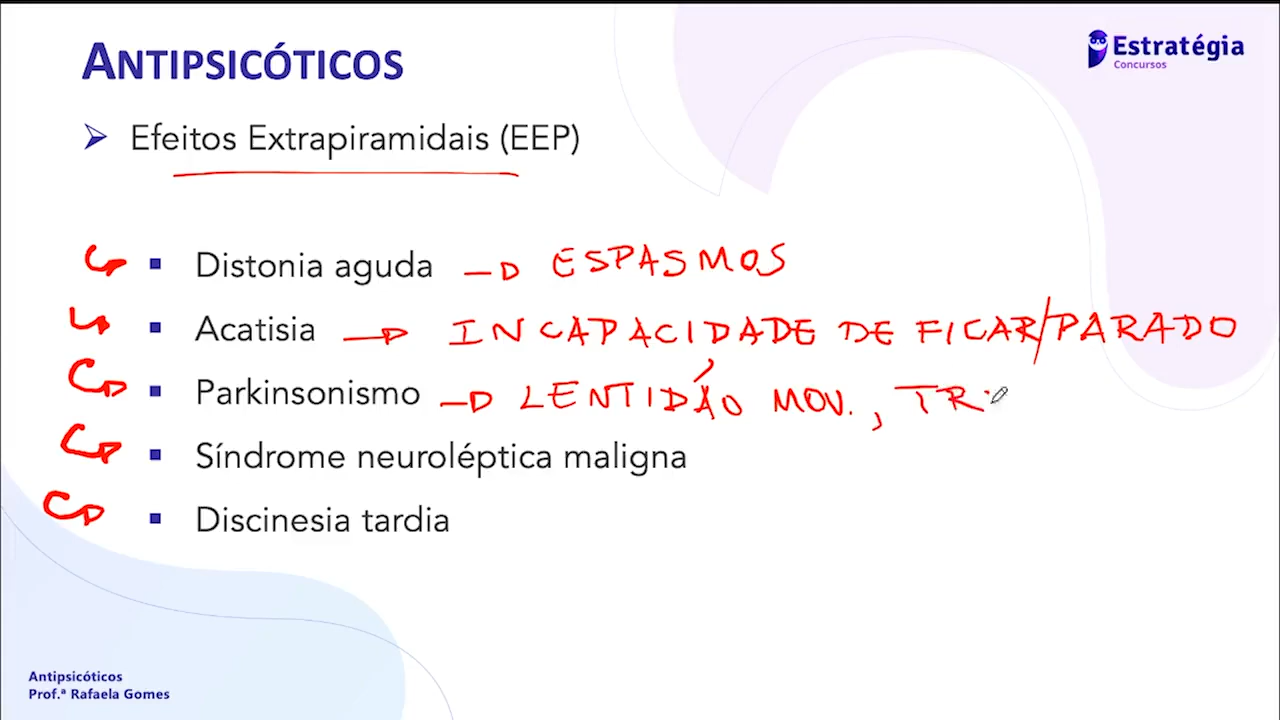 ANTIPSICÓTICOS
Estratégia
Concursos
Efeitos Extrapiramidais (EEP)
Distonia aguda → ESPASMOS
Acatisia → INCAPACIDADE DE FICAR/PARADO
Parkinsonismo → LENTIDÃO MOV., TR
Síndrome neuroléptica maligna
Discinesia tardia
Antipsicóticos
Prof.ª Rafaela Gomes